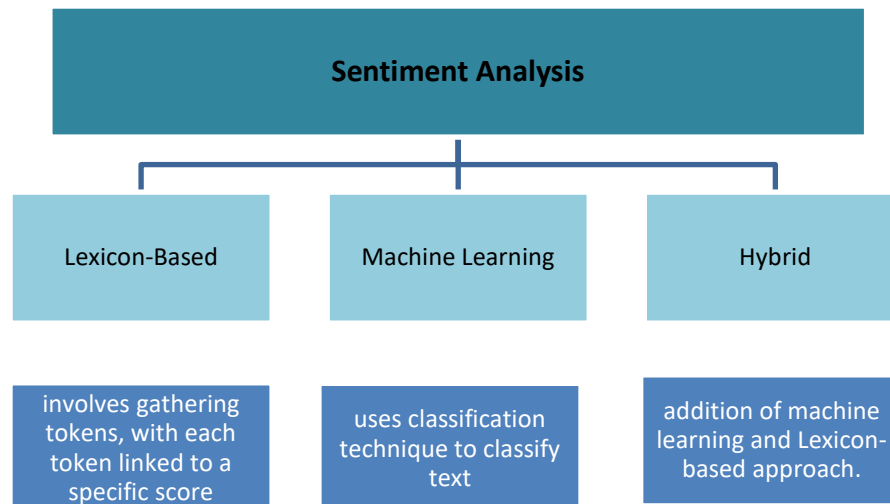 Sentiment Analysis
Lexicon-Based
Machine Learning
Hybrid
involves gathering
tokens, with each
token linked to a
specific score
uses classification
technique to classify
text
addition of machine
learning and Lexicon-
based approach.